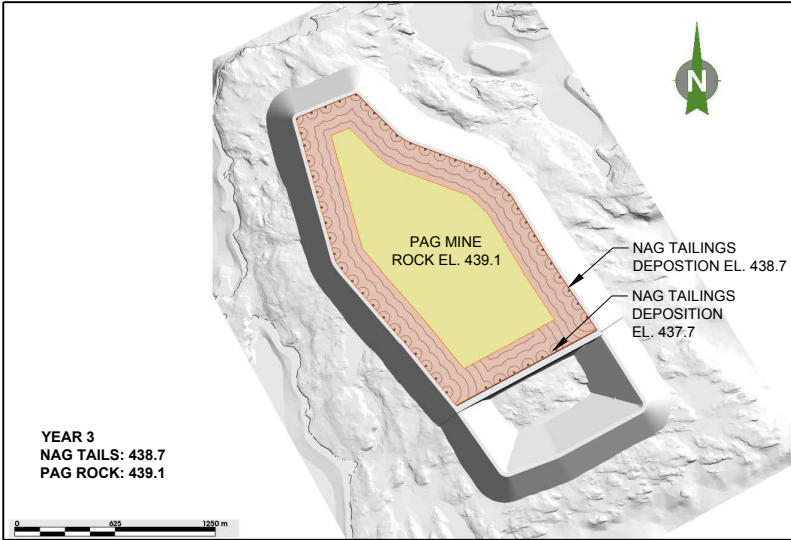 N
PAG MINE
ROCK EL. 439.1
NAG TAILINGS
DEPOSTION EL. 438.7
NAG TAILINGS
DEPOSITION
EL. 437.7
YEAR 3
NAG TAILS: 438.7
PAG ROCK: 439.1
0 625 1250 m